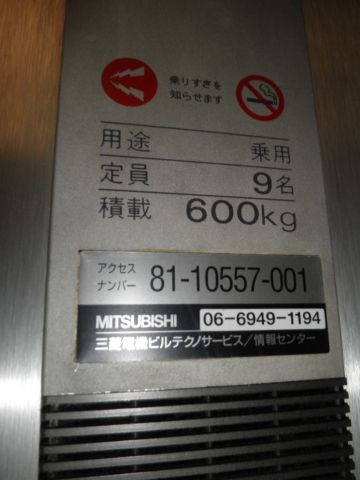 乗りすぎを
知らせます
用途 乗用
定員 9名
積載 600kg
アクセス
ナンバー 81-10557-001
MITSUBISHI 06-6949-1194
三菱電機ビルテクノサービス/情報センター